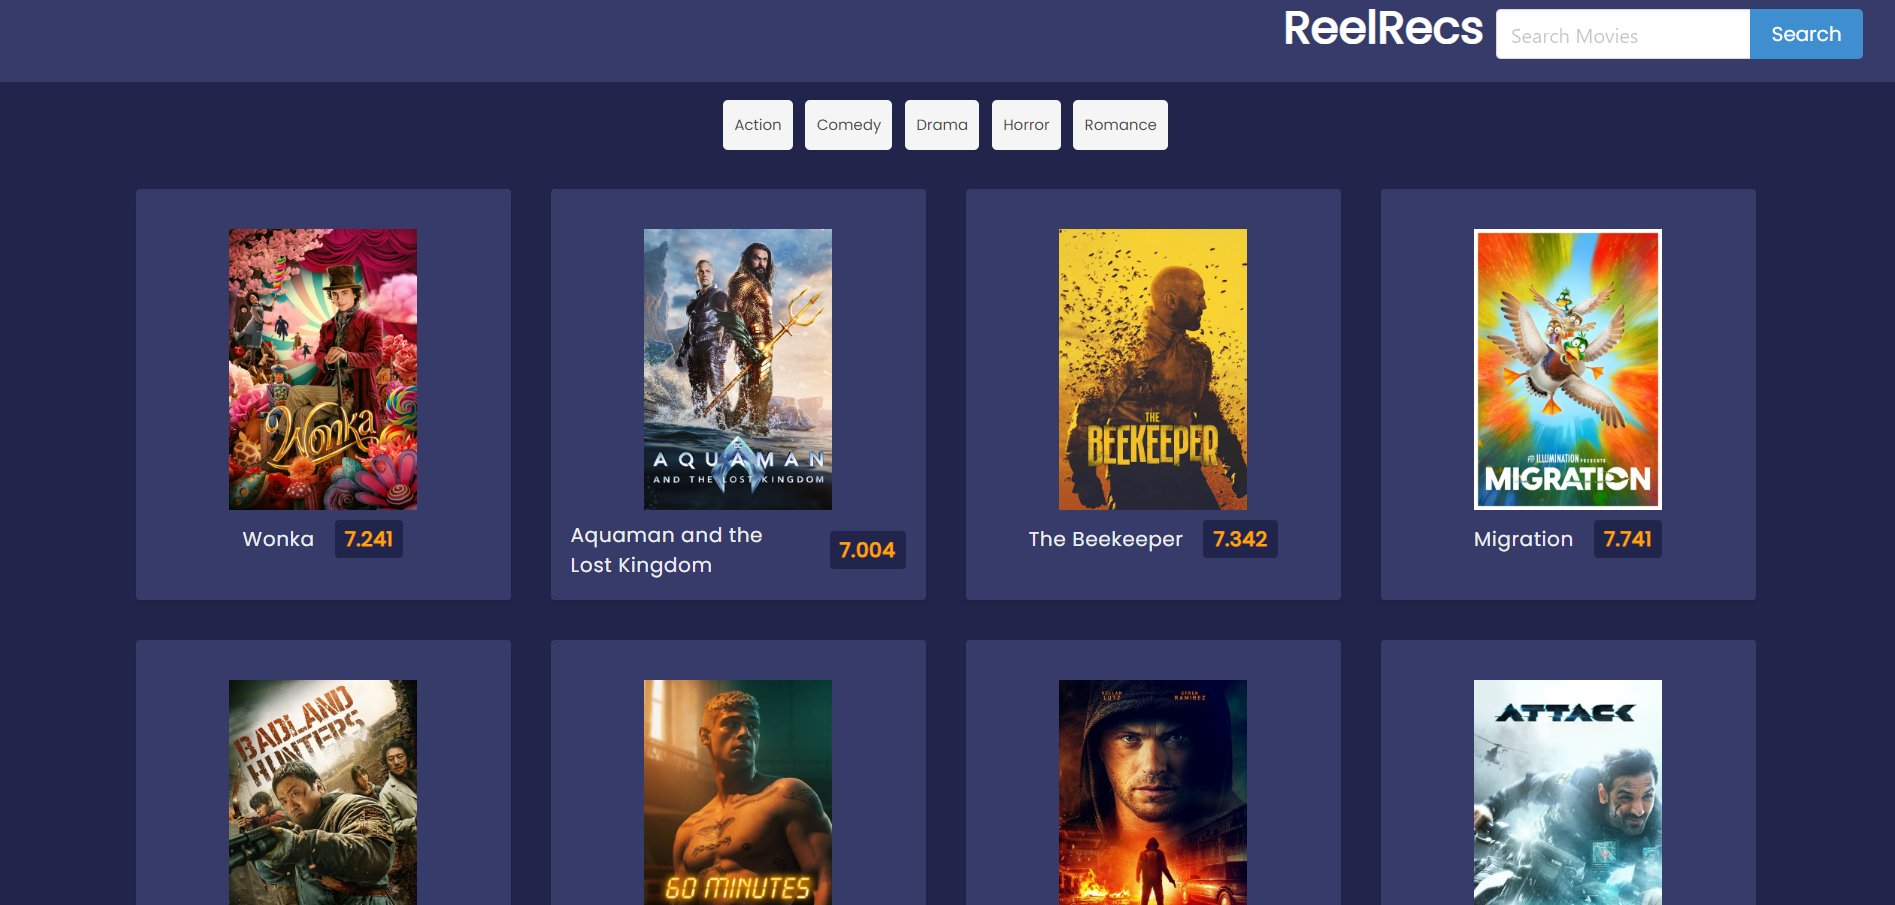 ReelRecs
Search Movies
Search
Action
Comedy
Drama
Horror
Romance
Wonka
AQUAMAN
AND THE LOST KINGDOM
THE
BEEKEEPER
ILLUMINATION PRESENTS
MIGRATION
Wonka
7.241
Aquaman and the
Lost Kingdom
7.004
The Beekeeper
7.342
Migration
7.741
BADLAND
HUNTERS
60 MINUTES
KELLAN
LUTZ
EFREN
RAMIREZ
ATTACK